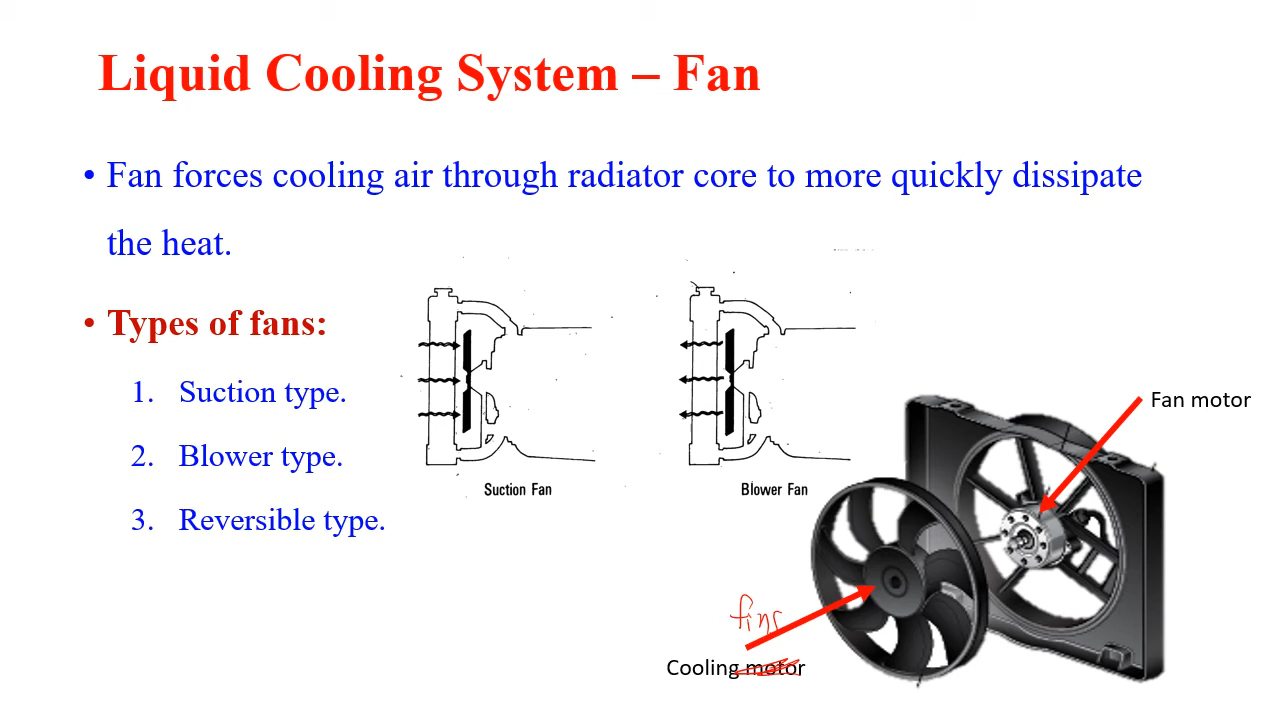 Liquid Cooling System – Fan
• Fan forces cooling air through radiator core to more quickly dissipate
the heat.
• Types of fans:
1. Suction type.
2. Blower type.
3. Reversible type.
Suction Fan
Blower Fan
Fan motor
fins
Cooling motor